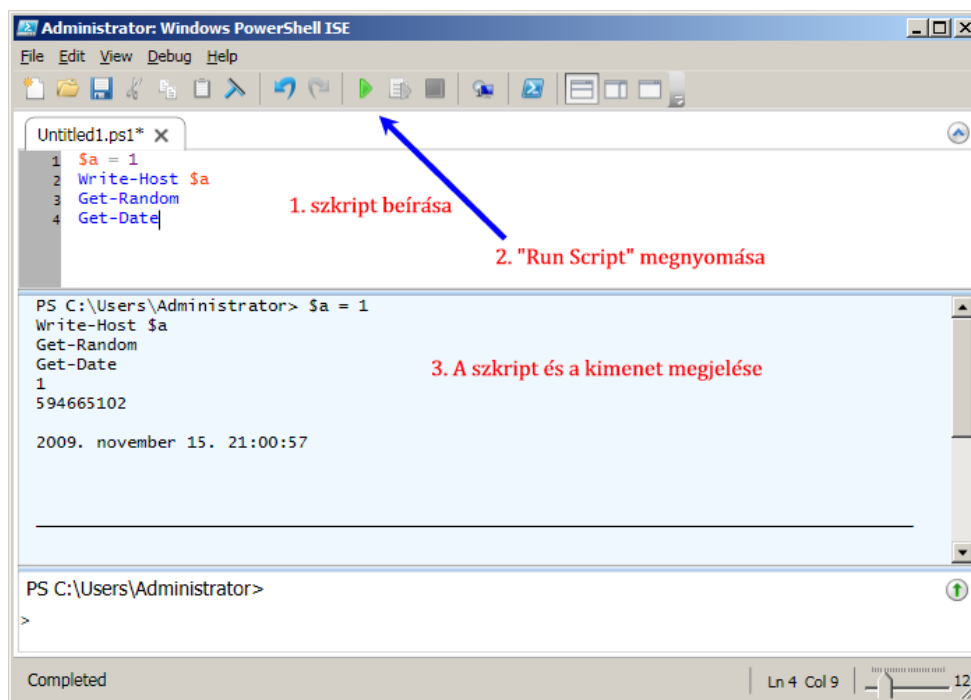 Administrator: Windows PowerShell ISE
File Edit View Debug Help
Untitled1.ps1*
1 $a = 1
2 Write-Host $a
3 Get-Random
4 Get-Date
1. szkript beírása
2. "Run Script" megnyomása
PS C:\Users\Administrator> $a = 1
Write-Host $a
Get-Random
Get-Date
1
594665102
2009. november 15. 21:00:57
3. A szkript és a kimenet megjelése
PS C:\Users\Administrator>
>
Completed
Ln 4 Col 9
12